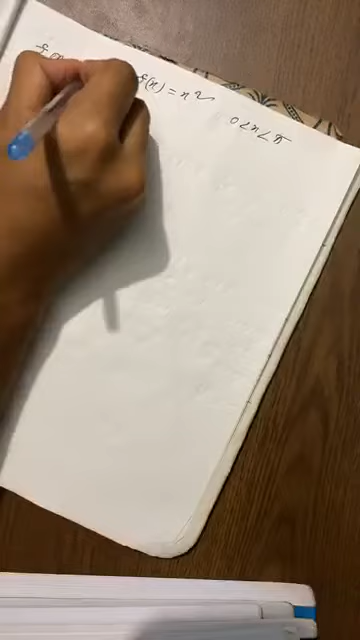 f(x) = x²
0 < x < π